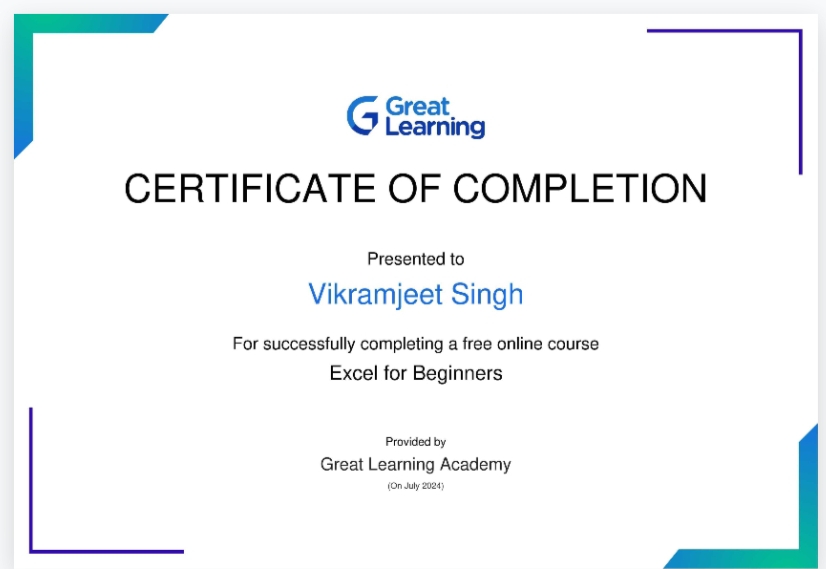 Great
Learning
CERTIFICATE OF COMPLETION
Presented to
Vikramjeet Singh
For successfully completing a free online course
Excel for Beginners
Provided by
Great Learning Academy
(On July 2024)